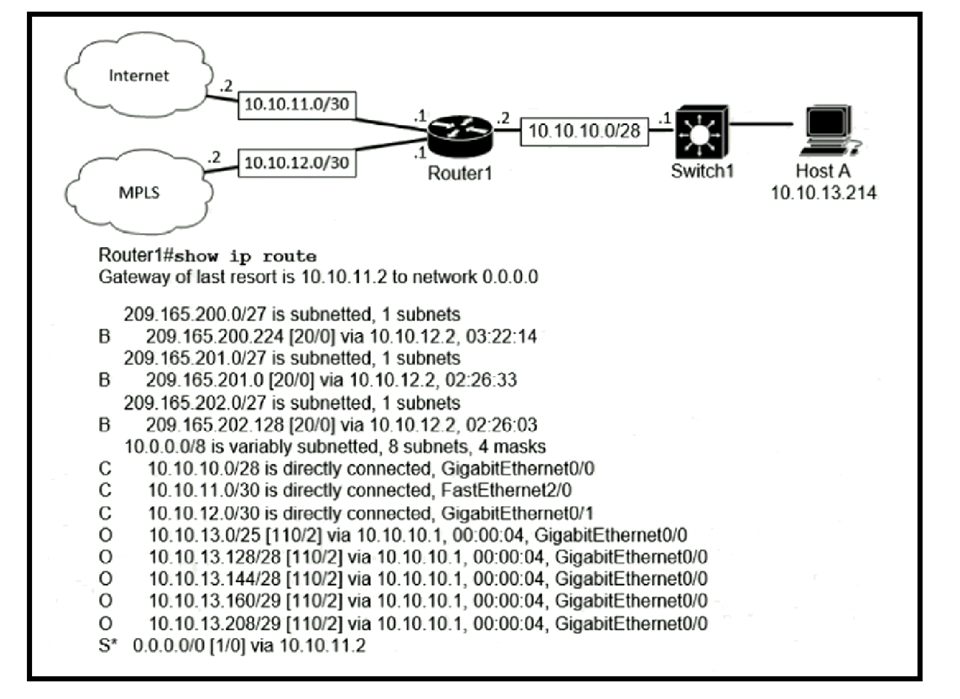 Internet
.2
10.10.11.0/30
.1
.2
10.10.10.0/28
.1
.2
10.10.12.0/30
.1
Router1
Switch1
Host A
MPLS
10.10.13.214
Router1#show ip route
Gateway of last resort is 10.10.11.2 to network 0.0.0.0
209.165.200.0/27 is subnetted, 1 subnets
B 209.165.200.224 [20/0] via 10.10.12.2, 03:22:14
209.165.201.0/27 is subnetted, 1 subnets
B 209.165.201.0 [20/0] via 10.10.12.2, 02:26:33
209.165.202.0/27 is subnetted, 1 subnets
B 209.165.202.128 [20/0] via 10.10.12.2, 02:26:03
10.0.0.0/8 is variably subnetted, 8 subnets, 4 masks
C 10.10.10.0/28 is directly connected, GigabitEthernet0/0
C 10.10.11.0/30 is directly connected, FastEthernet2/0
C 10.10.12.0/30 is directly connected, GigabitEthernet0/1
O 10.10.13.0/25 [110/2] via 10.10.10.1, 00:00:04, GigabitEthernet0/0
O 10.10.13.128/28 [110/2] via 10.10.10.1, 00:00:04, GigabitEthernet0/0
O 10.10.13.144/28 [110/2] via 10.10.10.1, 00:00:04, GigabitEthernet0/0
O 10.10.13.160/29 [110/2] via 10.10.10.1, 00:00:04, GigabitEthernet0/0
O 10.10.13.208/29 [110/2] via 10.10.10.1, 00:00:04, GigabitEthernet0/0
S* 0.0.0.0/0 [1/0] via 10.10.11.2